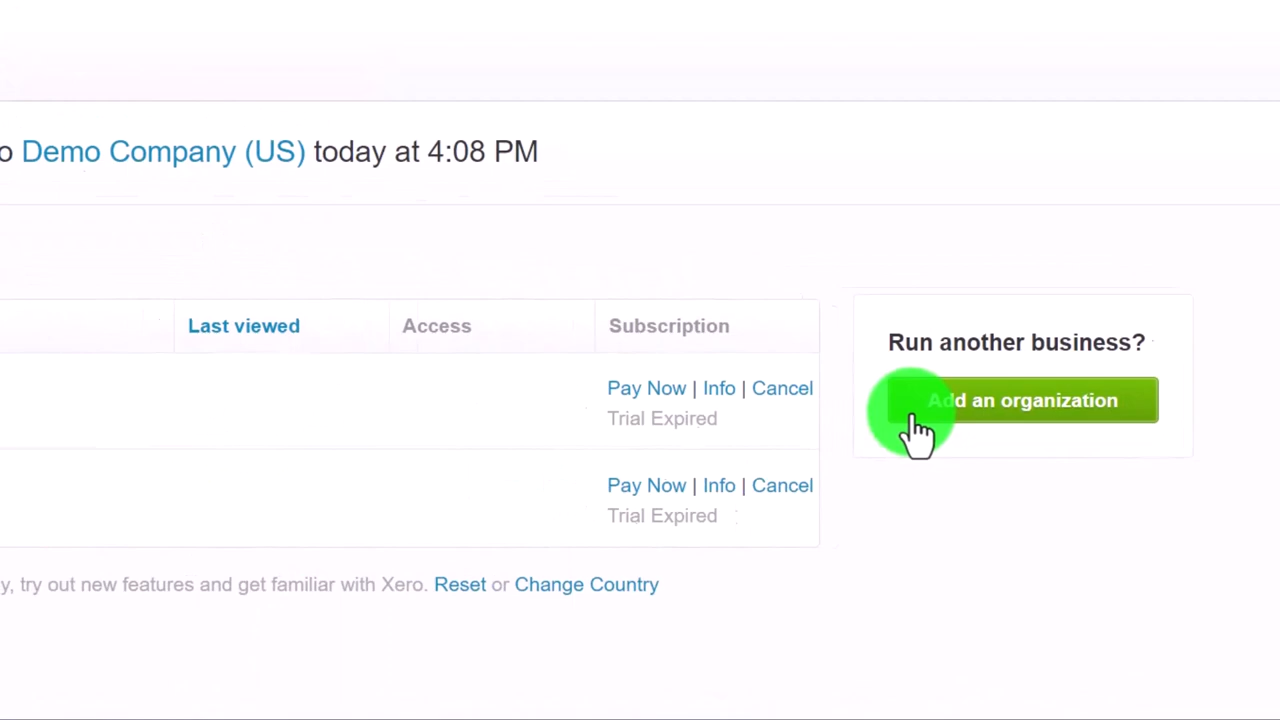 o Demo Company (US) today at 4:08 PM
Last viewed Access Subscription
Run another business?
Pay Now | Info | Cancel
Add an organization
Trial Expired
Pay Now | Info | Cancel
Trial Expired
y, try out new features and get familiar with Xero. Reset or Change Country